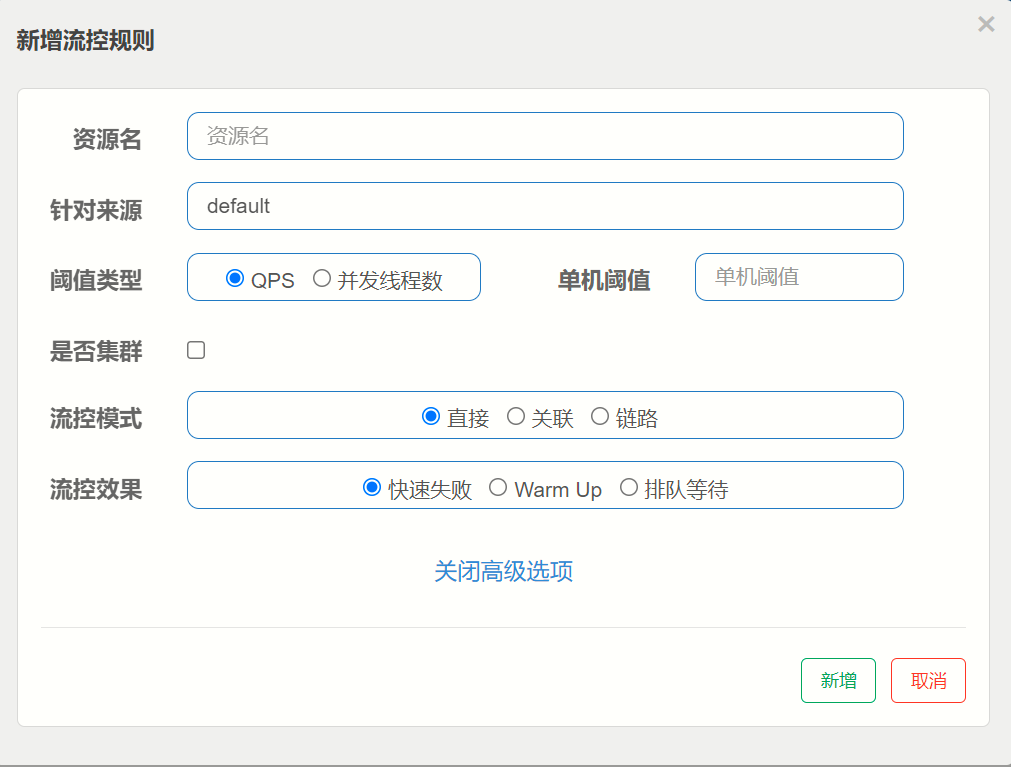 新增流控规则
×
资源名 资源名
针对来源 default
阈值类型 QPS 并发线程数 单机阈值 单机阈值
是否集群
流控模式 直接 关联 链路
流控效果 快速失败 Warm Up 排队等待
关闭高级选项
新增 取消